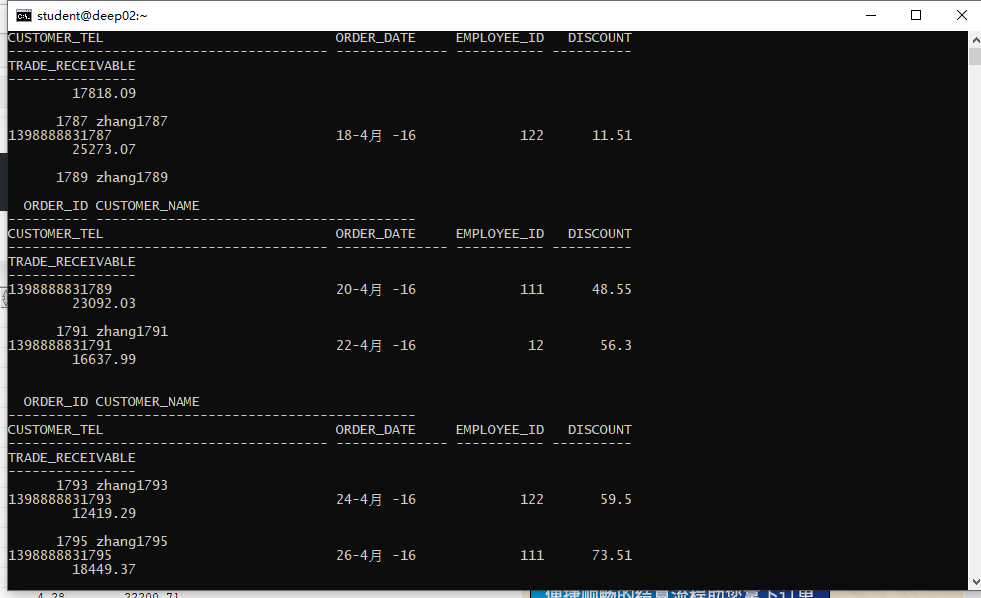 student@deep02:~
CUSTOMER_TEL ORDER_DATE EMPLOYEE_ID DISCOUNT
---------------------------------------- -------------- ----------- ----------
TRADE_RECEIVABLE
----------------
17818.09
1787 zhang1787
1398888831787 18-4月 -16 122 11.51
25273.07
1789 zhang1789
ORDER_ID CUSTOMER_NAME
---------- ----------------------------------------
CUSTOMER_TEL ORDER_DATE EMPLOYEE_ID DISCOUNT
---------------------------------------- -------------- ----------- ----------
TRADE_RECEIVABLE
----------------
1398888831789 20-4月 -16 111 48.55
23092.03
1791 zhang1791
1398888831791 22-4月 -16 12 56.3
16637.99
ORDER_ID CUSTOMER_NAME
---------- ----------------------------------------
CUSTOMER_TEL ORDER_DATE EMPLOYEE_ID DISCOUNT
---------------------------------------- -------------- ----------- ----------
TRADE_RECEIVABLE
----------------
1793 zhang1793
1398888831793 24-4月 -16 122 59.5
12419.29
1795 zhang1795
1398888831795 26-4月 -16 111 73.51
18449.37